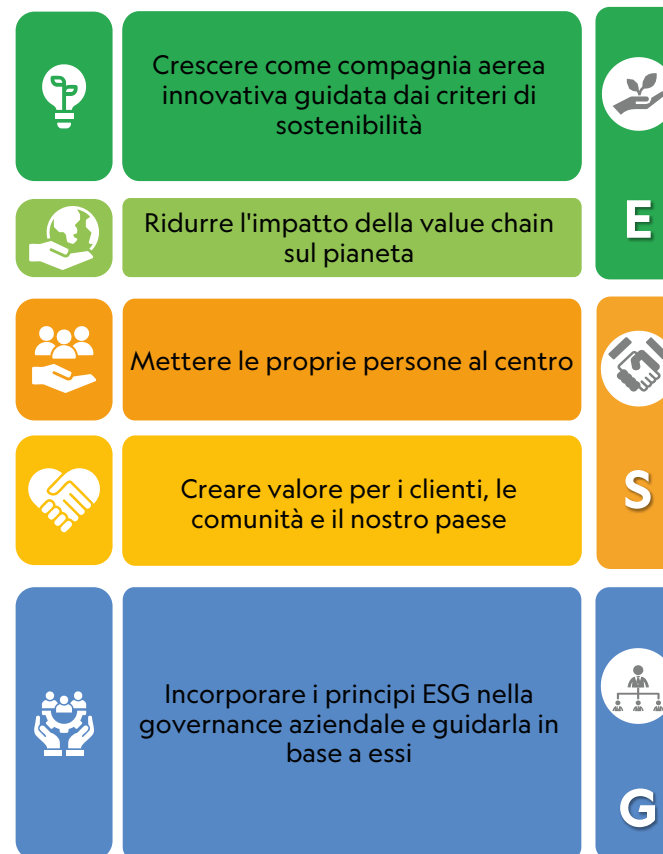 Crescere come compagnia aerea
innovativa guidata dai criteri di
sostenibilità
Ridurre l'impatto della value chain
sul pianeta
E
Mettere le proprie persone al centro
Creare valore per i clienti, le
comunità e il nostro paese
S
Incorporare i principi ESG nella
governance aziendale e guidarla in
base a essi
G